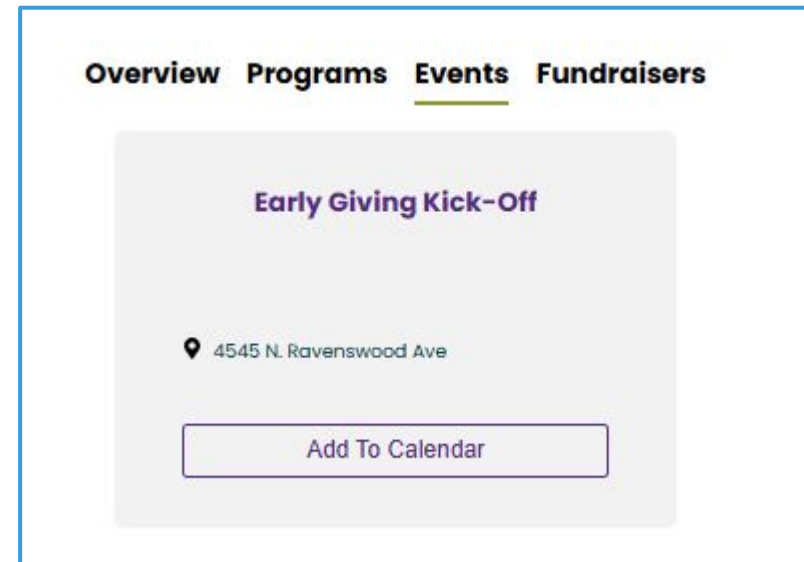 Overview Programs Events Fundraisers
Early Giving Kick-Off
4545 N. Ravenswood Ave
Add To Calendar